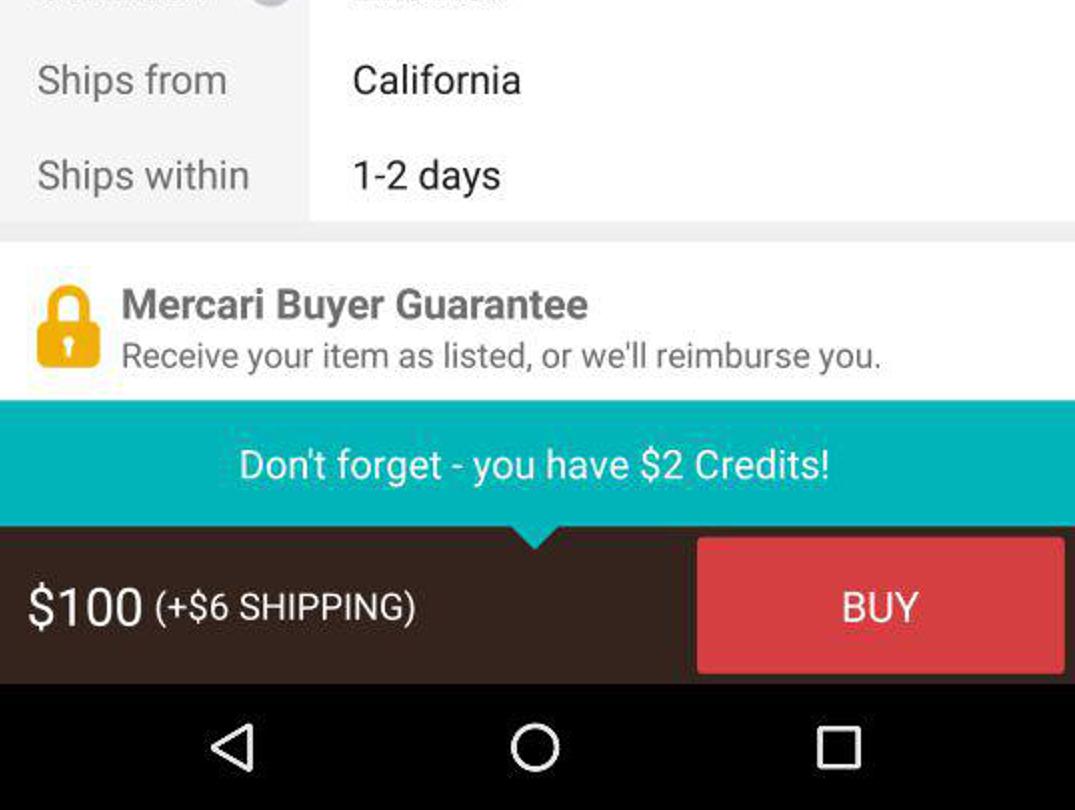 Ships from California
Ships within 1-2 days
Mercari Buyer Guarantee
Receive your item as listed, or we'll reimburse you.
Don't forget - you have $2 Credits!
$100 (+$6 SHIPPING) BUY